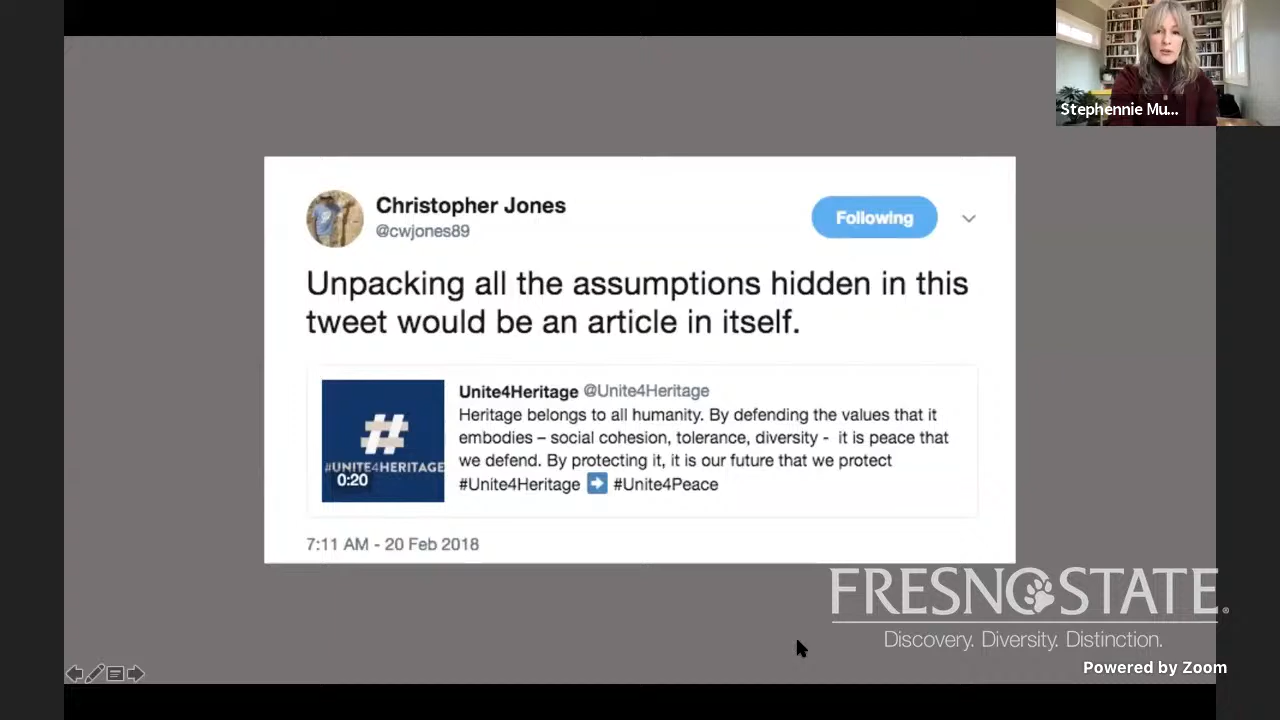 Stephennie Mu...
Christopher Jones
@cwjones89
Following
Unpacking all the assumptions hidden in this
tweet would be an article in itself.
#UNITE4HERITAGE
0:20
Unite4Heritage @Unite4Heritage
Heritage belongs to all humanity. By defending the values that it
embodies – social cohesion, tolerance, diversity - it is peace that
we defend. By protecting it, it is our future that we protect
#Unite4Heritage ➡ #Unite4Peace
7:11 AM - 20 Feb 2018
FRESNO STATE®
Discovery. Diversity. Distinction.
Powered by Zoom